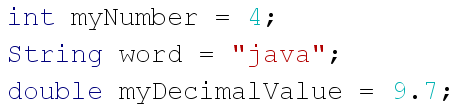 int myNumber = 4;
String word = "java";
double myDecimalValue = 9.7;